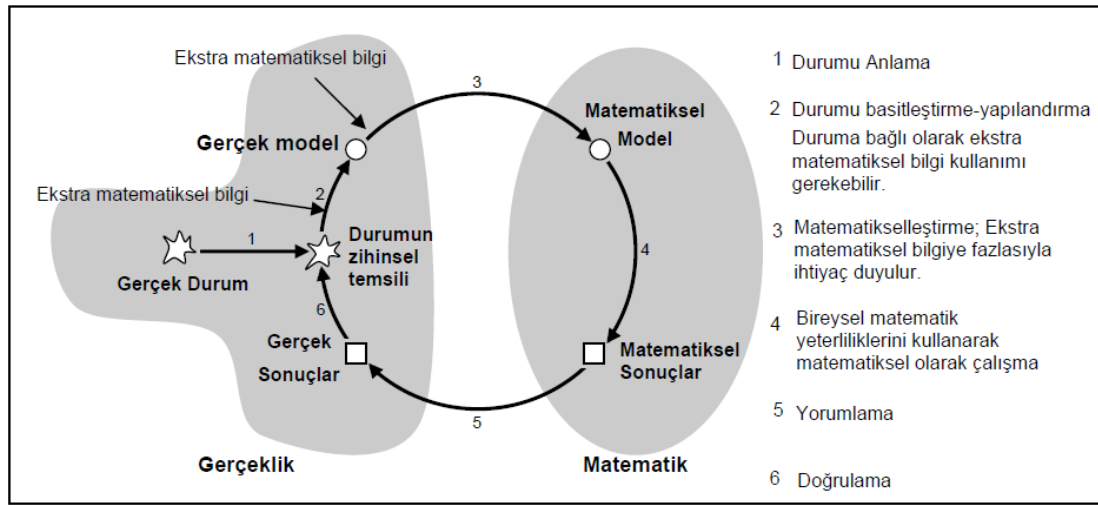 Ekstra matematiksel bilgi
3
Matematiksel
Model
Gerçek model
2
Ekstra matematiksel bilgi
1
Durumun
zihinsel
temsili
Gerçek Durum
4
6
Gerçek
Sonuçlar
Matematiksel
Sonuçlar
5
Gerçeklik
Matematik
1 Durumu Anlama
2 Durumu basitleştirme-yapılandırma
Duruma bağlı olarak ekstra
matematiksel bilgi kullanımı
gerekebilir.
3 Matematikselleştirme; Ekstra
matematiksel bilgiye fazlasıyla
ihtiyaç duyulur.
4 Bireysel matematik
yeterliliklerini kullanarak
matematiksel olarak çalışma
5 Yorumlama
6 Doğrulama